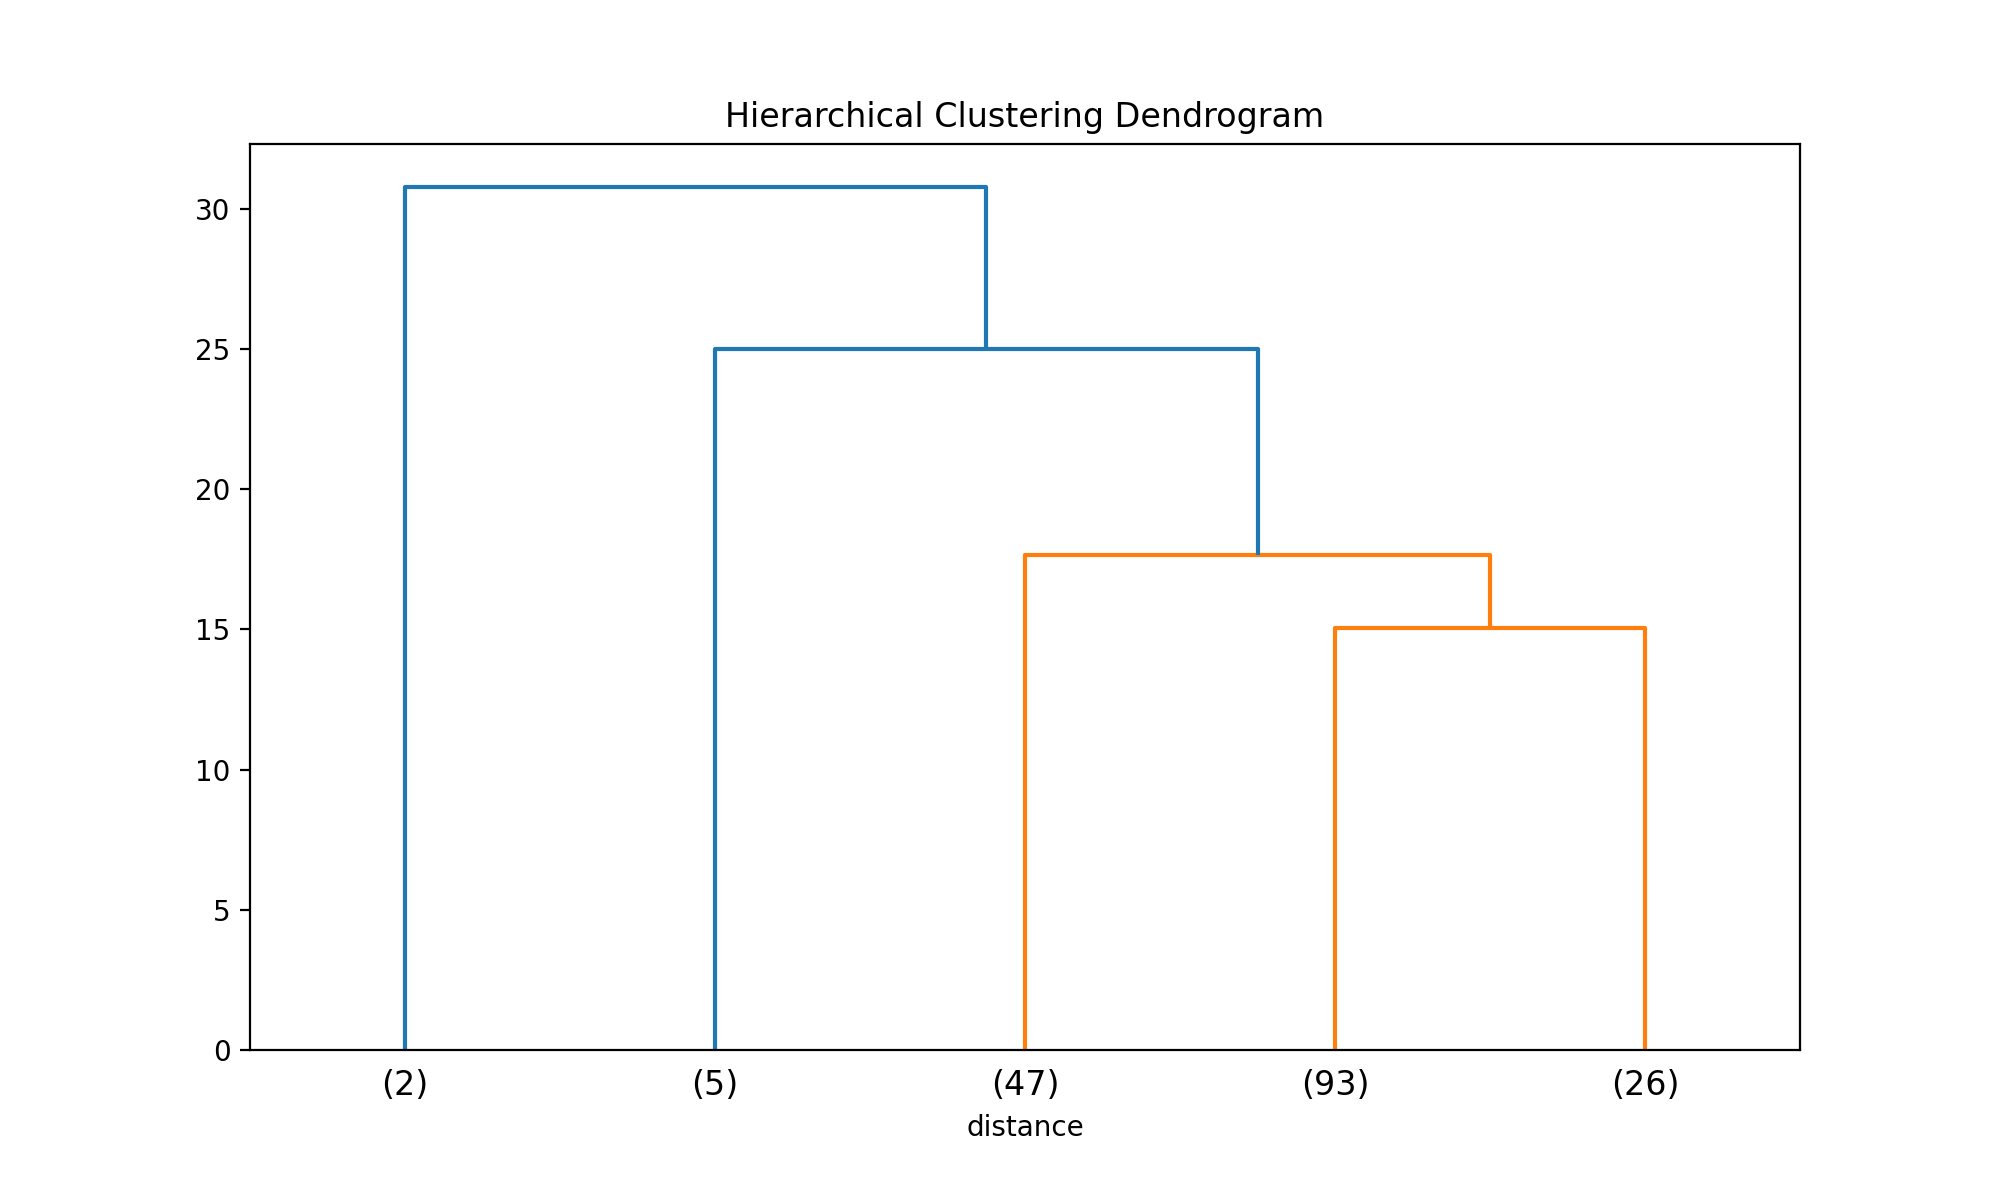 Hierarchical Clustering Dendrogram
30
25
20
15
10
5
0
(2) (5) (47) (93) (26)
distance